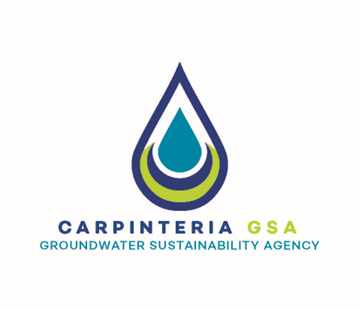 CARPINTERIA GSA
GROUNDWATER SUSTAINABILITY AGENCY